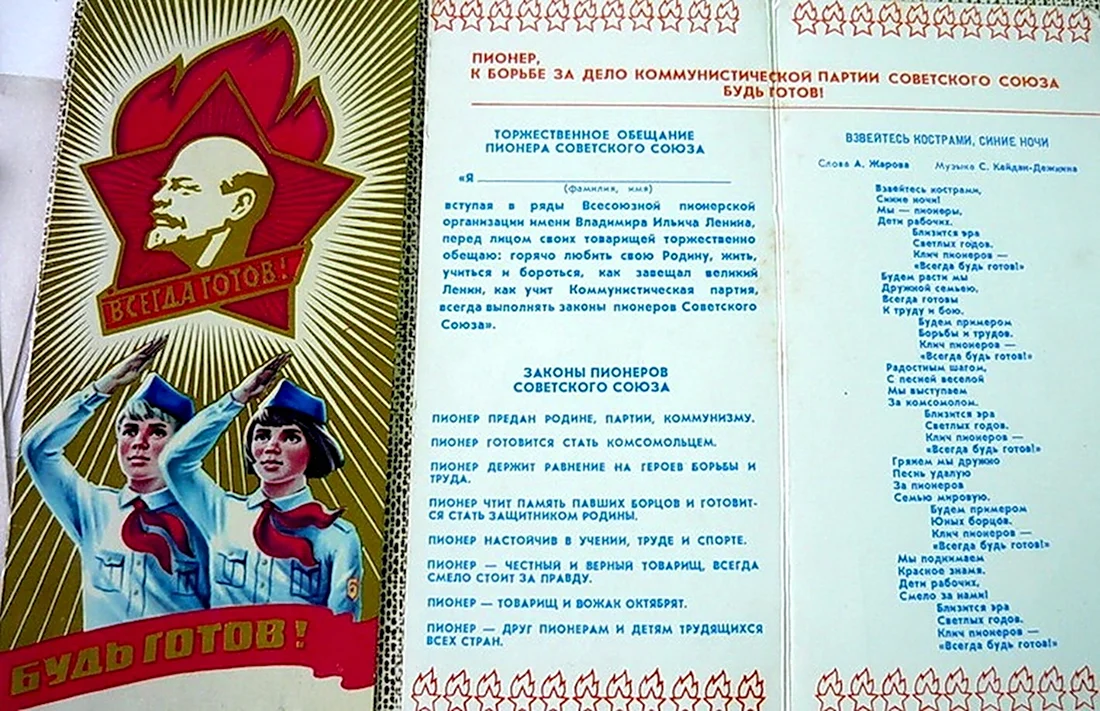 ВСЕГДА ГОТОВ!
БУДЬ ГОТОВ!
ПИОНЕР,
К БОРЬБЕ ЗА ДЕЛО КОММУНИСТИЧЕСКОЙ ПАРТИИ СОВЕТСКОГО СОЮЗА
БУДЬ ГОТОВ!
ТОРЖЕСТВЕННОЕ ОБЕЩАНИЕ
ПИОНЕРА СОВЕТСКОГО СОЮЗА
«Я
(фамилия, имя)
вступая в ряды Всесоюзной пионерской
организации имени Владимира Ильича Ленина,
перед лицом своих товарищей торжественно
обещаю: горячо любить свою Родину, жить,
учиться и бороться, как завещал великий
Ленин, как учит Коммунистическая партия,
всегда выполнять законы пионеров Советского
Союза».
ЗАКОНЫ ПИОНЕРОВ
СОВЕТСКОГО СОЮЗА
ПИОНЕР ПРЕДАН РОДИНЕ, ПАРТИИ, КОММУНИЗМУ.
ПИОНЕР ГОТОВИТСЯ СТАТЬ КОМСОМОЛЬЦЕМ.
ПИОНЕР ДЕРЖИТ РАВНЕНИЕ НА ГЕРОЕВ БОРЬБЫ И
ТРУДА.
ПИОНЕР ЧТИТ ПАМЯТЬ ПАВШИХ БОРЦОВ И ГОТОВИТ-
СЯ СТАТЬ ЗАЩИТНИКОМ РОДИНЫ.
ПИОНЕР НАСТОЙЧИВ В УЧЕНИИ, ТРУДЕ И СПОРТЕ.
ПИОНЕР — ЧЕСТНЫЙ И ВЕРНЫЙ ТОВАРИЩ, ВСЕГДА
СМЕЛО СТОИТ ЗА ПРАВДУ.
ПИОНЕР — ТОВАРИЩ И ВОЖАК ОКТЯБРЯТ.
ПИОНЕР — ДРУГ ПИОНЕРАМ И ДЕТЯМ ТРУДЯЩИХСЯ
ВСЕХ СТРАН.
ВЗВЕЙТЕСЬ КОСТРАМИ, СИНИЕ НОЧИ
Слова А. Жарова Музыка С. Кайдан-Дежкина
Взвейтесь кострами,
Синие ночи!
Мы — пионеры,
Дети рабочих.
Близится эра
Светлых годов.
Клич пионеров —
«Всегда будь готов!»
Будем расти мы
Дружной семьею,
Всегда готовы
К труду и бою.
Будем примером
Борьбы и трудов.
Клич пионеров —
«Всегда будь готов!»
Радостным шагом,
С песней веселой
Мы выступаем
За комсомолом.
Близится эра
Светлых годов.
Клич пионеров —
«Всегда будь готов!»
Грянем мы дружно
Песнь удалую
За пионеров
Семью мировую.
Будем примером
Юных борцов.
Клич пионеров —
«Всегда будь готов!»
Мы поднимаем
Красное знамя.
Дети рабочих,
Смело за нами!
Близится эра
Светлых годов.
Клич пионеров —
«Всегда будь готов!»